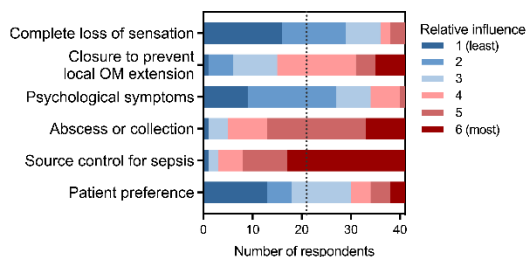 Complete loss of sensation
Closure to prevent
local OM extension
Psychological symptoms
Abscess or collection
Source control for sepsis
Patient preference
0 10 20 30 40
Number of respondents
Relative influence
1 (least)
2
3
4
5
6 (most)